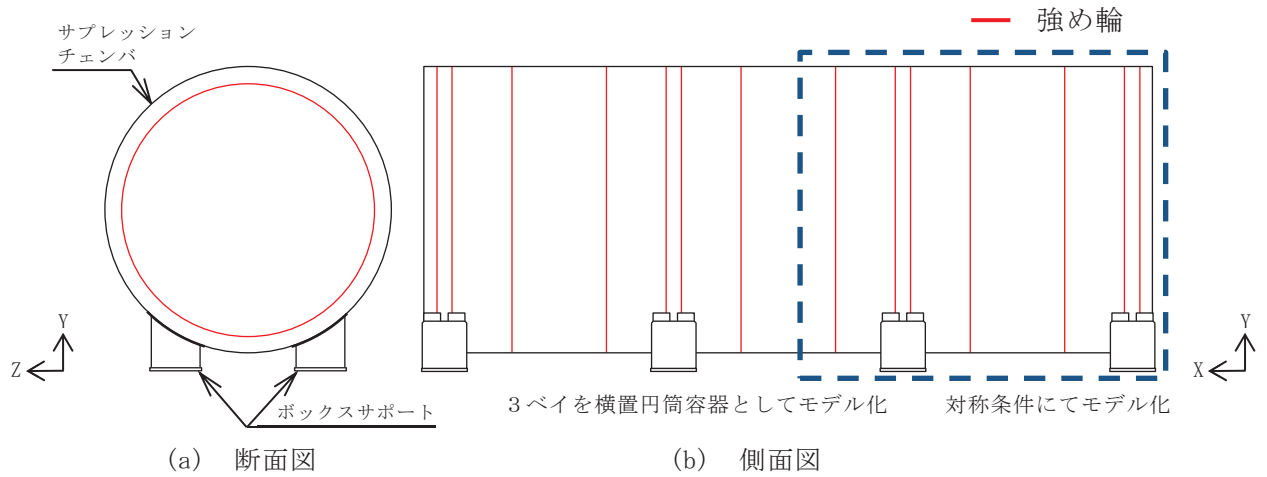 サプレッション
チェンバ
強め輪
Y
Z
ボックスサポート
Y
X
3ベイを横置円筒容器としてモデル化
対称条件にてモデル化
(a) 断面図
(b) 側面図